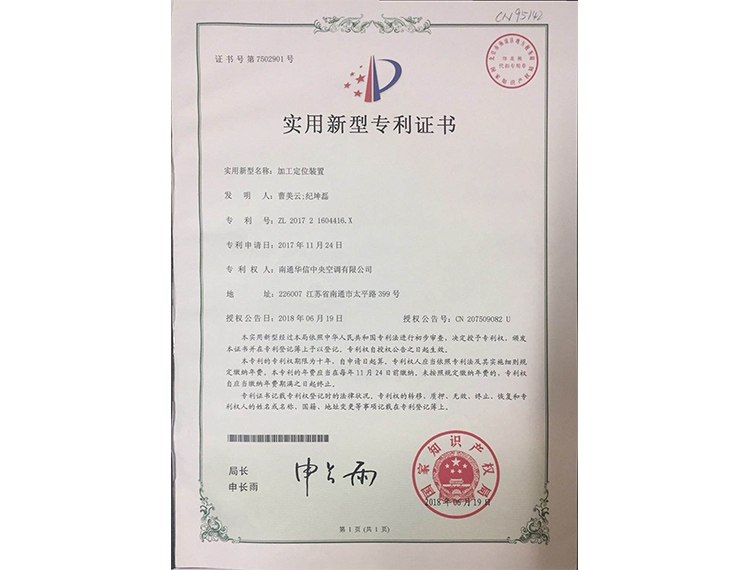 CN95142
证书号第7502901号
实用新型专利证书
实用新型名称：加工定位装置
发明人：曹美云;纪坤磊
专利号：ZL 2017 2 1604416.X
专利申请日：2017年11月24日
专利权人：南通华信中央空调有限公司
地址：226007 江苏省南通市太平路399号
授权公告日：2018年06月19日 授权公告号：CN 207509082 U
本实用新型经过本局依照中华人民共和国专利法进行初步审查，决定授予专利权，颁发
本证书并在专利登记簿上予以登记。专利权自授权公告之日起生效。
本专利的专利权期限为十年，自申请日起算。专利权人应当依照专利法及其实施细则规
定缴纳年费。本专利的年费应当在每年11月24日前缴纳。未按照规定缴纳年费的，专利权
自应当缴纳年费期满之日起终止。
专利证书记载专利权登记时的法律状况。专利权的转移、质押、无效、终止、恢复和专
利权人的姓名或名称、国籍、地址变更等事项记载在专利登记簿上。
局长
申长雨
申长雨
国家知识产权局
2018年06月19日
第1页(共1页)